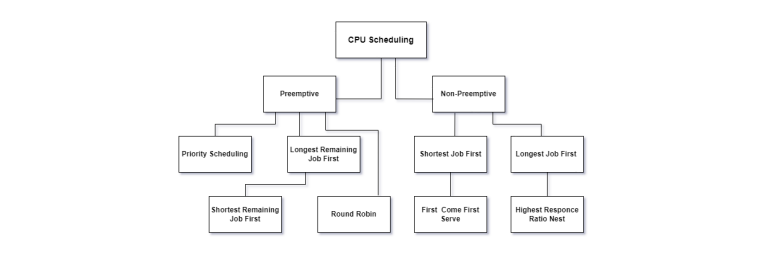 CPU Scheduling
Preemptive
Non-Preemptive
Priority Scheduling
Longest Remaining
Job First
Shortest Job First
Longest Job First
Shortest Remaining
Job First
Round Robin
First Come First
Serve
Highest Responce
Ratio Nest